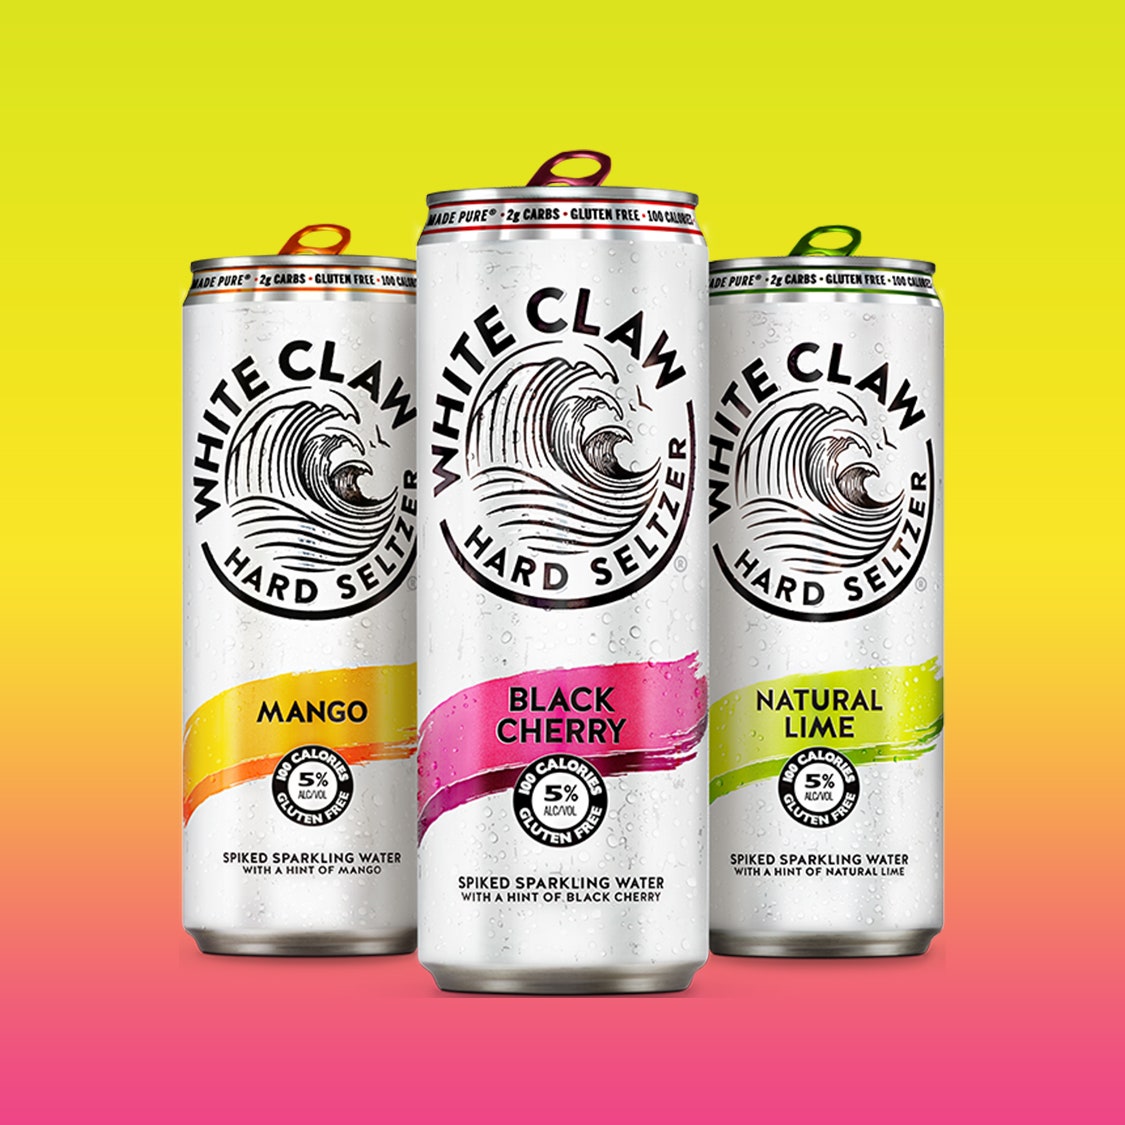 MADE PURE® • 2g CARBS • GLUTEN FREE • 100
WHITE CLAW
HARD SELTZER
®
MANGO
100 CALORIES
5%
ALC/VOL
GLUTEN FREE
SPIKED SPARKLING WATER
WITH A HINT OF MANGO
MADE PURE® • 2g CARBS • GLUTEN FREE • 100 CALORIES
WHITE CLAW
HARD SELTZER
®
BLACK
CHERRY
100 CALORIES
5%
ALC/VOL
GLUTEN FREE
SPIKED SPARKLING WATER
WITH A HINT OF BLACK CHERRY
PURE® • 2g CARBS • GLUTEN FREE • 100 CALORIES
WHITE CLAW
HARD SELTZER
®
NATURAL
LIME
100 CALORIES
5%
ALC/VOL
GLUTEN FREE
SPIKED SPARKLING WATER
WITH A HINT OF NATURAL LIME